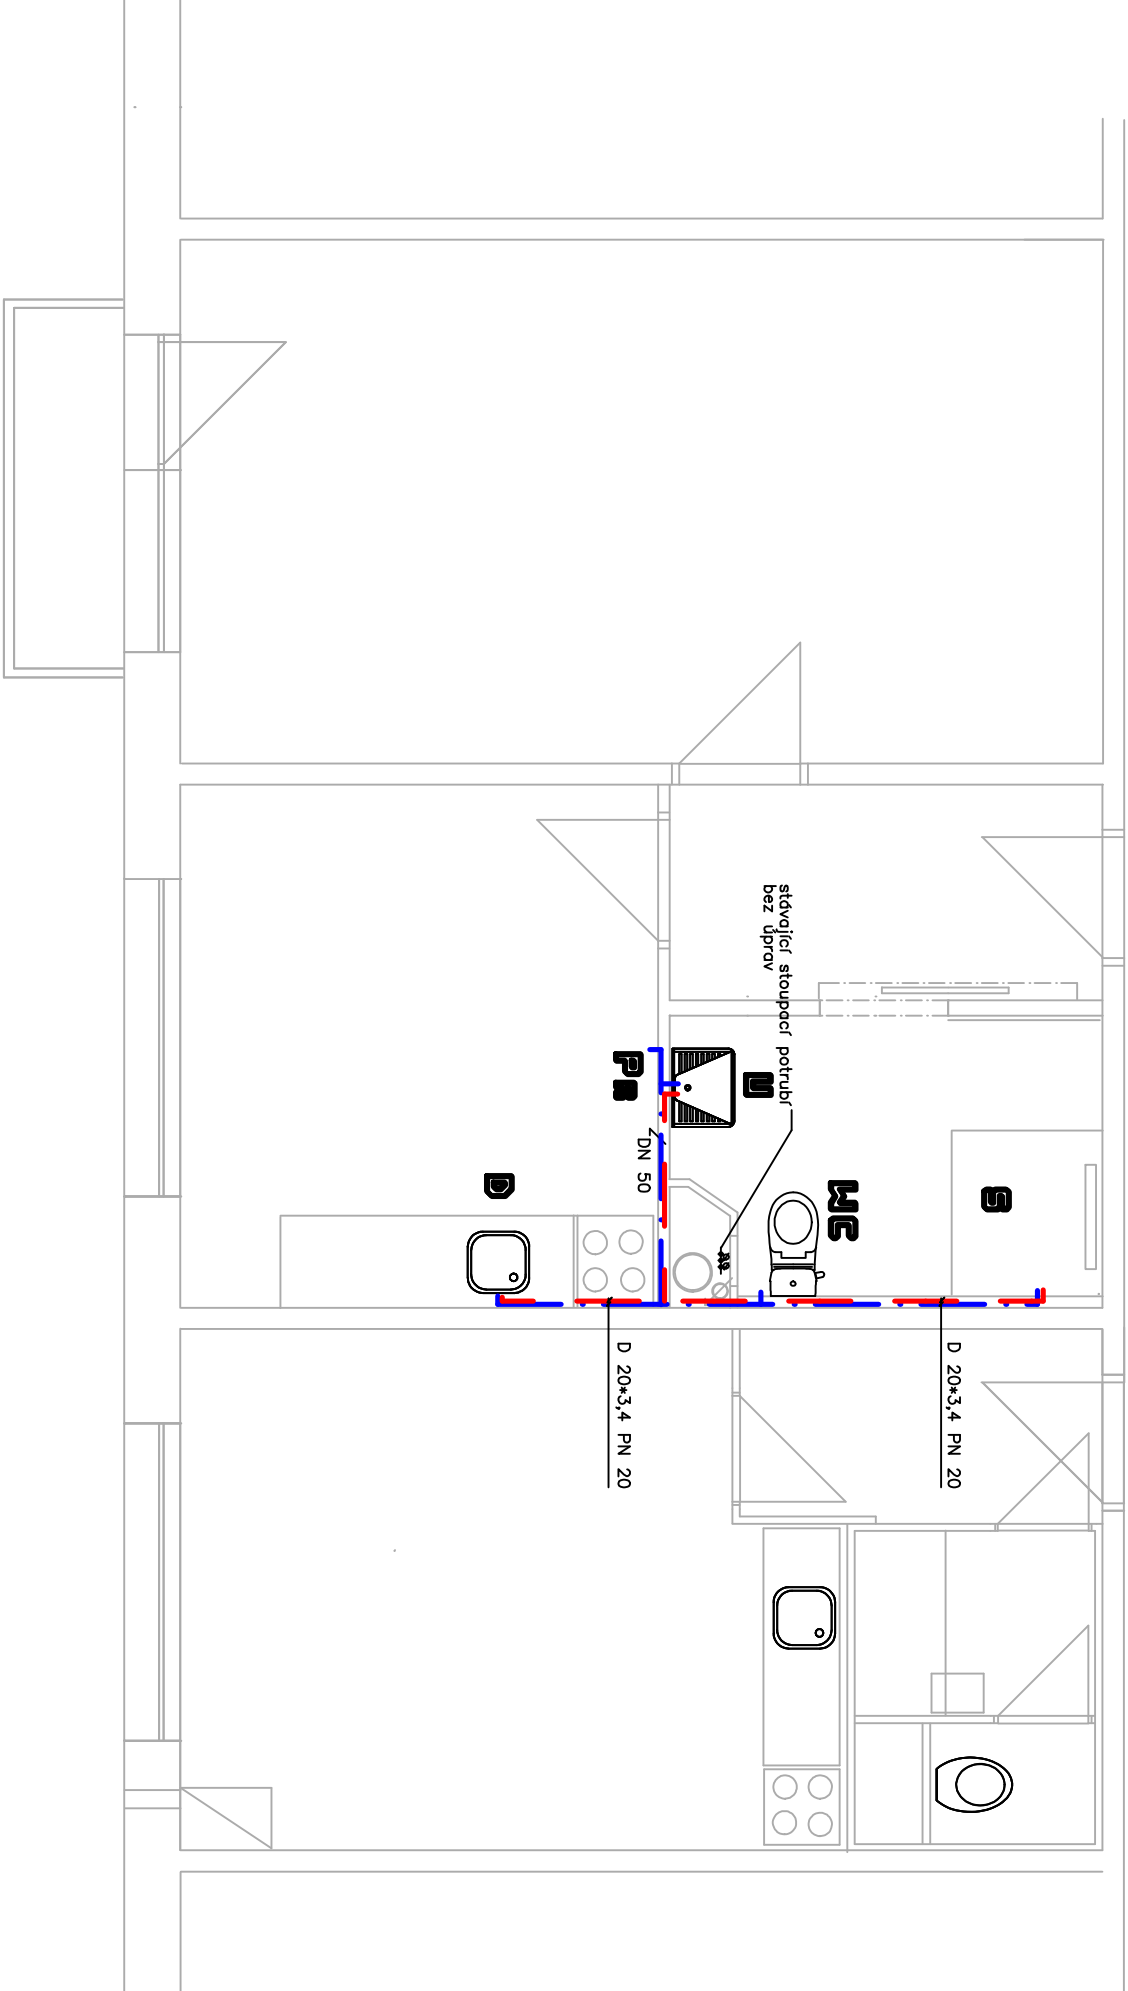 stávající stoupací potrubí
bez úprav
U
PR
DN 50
D
WC
S
D 20*3,4 PN 20
D 20*3,4 PN 20